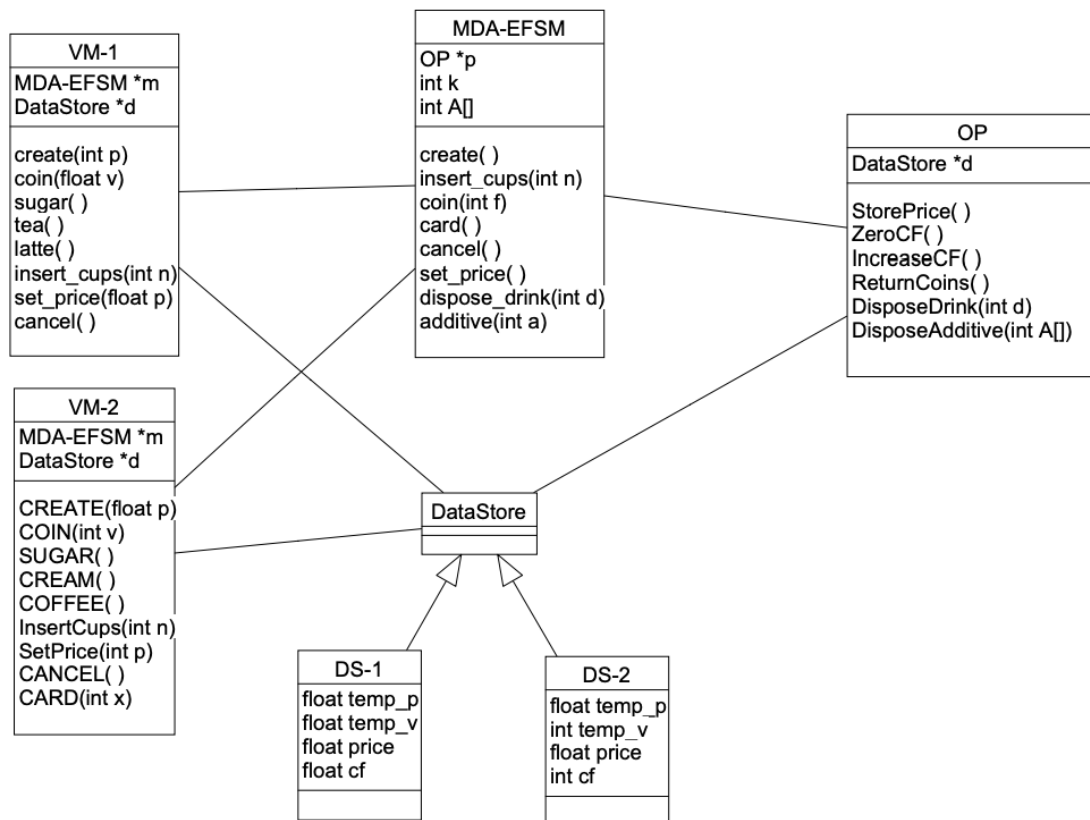 VM-1
MDA-EFSM *m
DataStore *d
create(int p)
coin(float v)
sugar( )
tea( )
latte( )
insert_cups(int n)
set_price(float p)
cancel( )
MDA-EFSM
OP *p
int k
int A[]
create( )
insert_cups(int n)
coin(int f)
card( )
cancel( )
set_price( )
dispose_drink(int d)
additive(int a)
OP
DataStore *d
StorePrice( )
ZeroCF( )
IncreaseCF( )
ReturnCoins( )
DisposeDrink(int d)
DisposeAdditive(int A[])
VM-2
MDA-EFSM *m
DataStore *d
CREATE(float p)
COIN(int v)
SUGAR( )
CREAM( )
COFFEE( )
InsertCups(int n)
SetPrice(int p)
CANCEL( )
CARD(int x)
DataStore
DS-1
float temp_p
float temp_v
float price
float cf
DS-2
float temp_p
int temp_v
float price
int cf